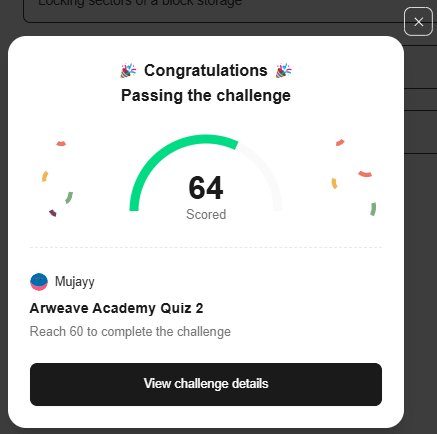 Locking sectors of a block storage
🎉 Congratulations 🎉
Passing the challenge
64
Scored
Mujayy
Arweave Academy Quiz 2
Reach 60 to complete the challenge
View challenge details